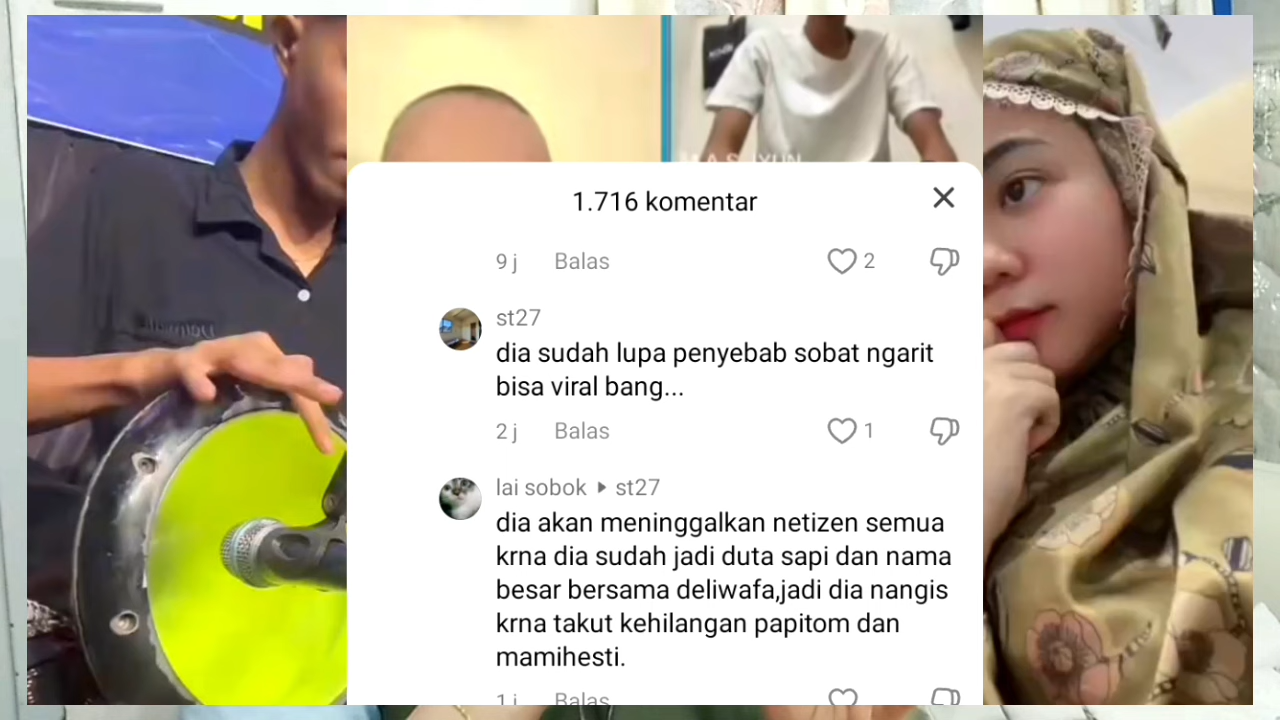 1.716 komentar
9 j Balas 2
st27
dia sudah lupa penyebab sobat ngarit
bisa viral bang...
2 j Balas 1
lai sobok ▸ st27
dia akan meninggalkan netizen semua
krna dia sudah jadi duta sapi dan nama
besar bersama deliwafa,jadi dia nangis
krna takut kehilangan papitom dan
mamihesti.
1 j Balas